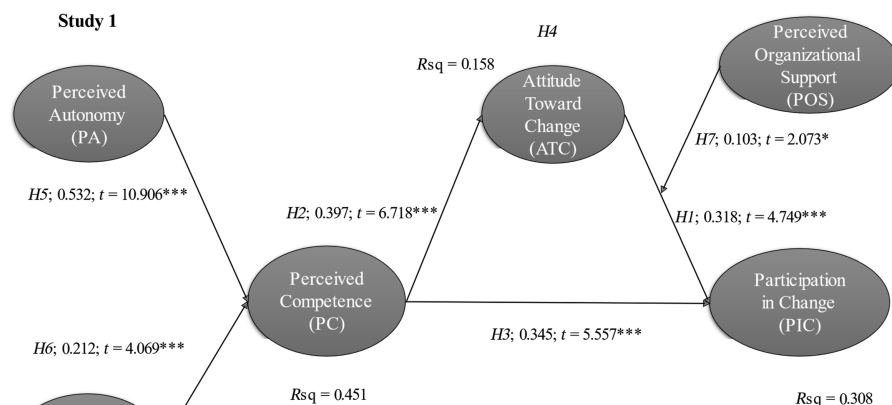 Study 1
H4
Perceived
Organizational
Support
(POS)
Rsq = 0.158
Perceived
Autonomy
(PA)
Attitude
Toward
Change
(ATC)
H7; 0.103; t = 2.073*
H5; 0.532; t = 10.906***
H2; 0.397; t = 6.718***
H1; 0.318; t = 4.749***
Perceived
Competence
(PC)
Participation
in Change
(PIC)
H3; 0.345; t = 5.557***
H6; 0.212; t = 4.069***
Rsq = 0.451
Rsq = 0.308